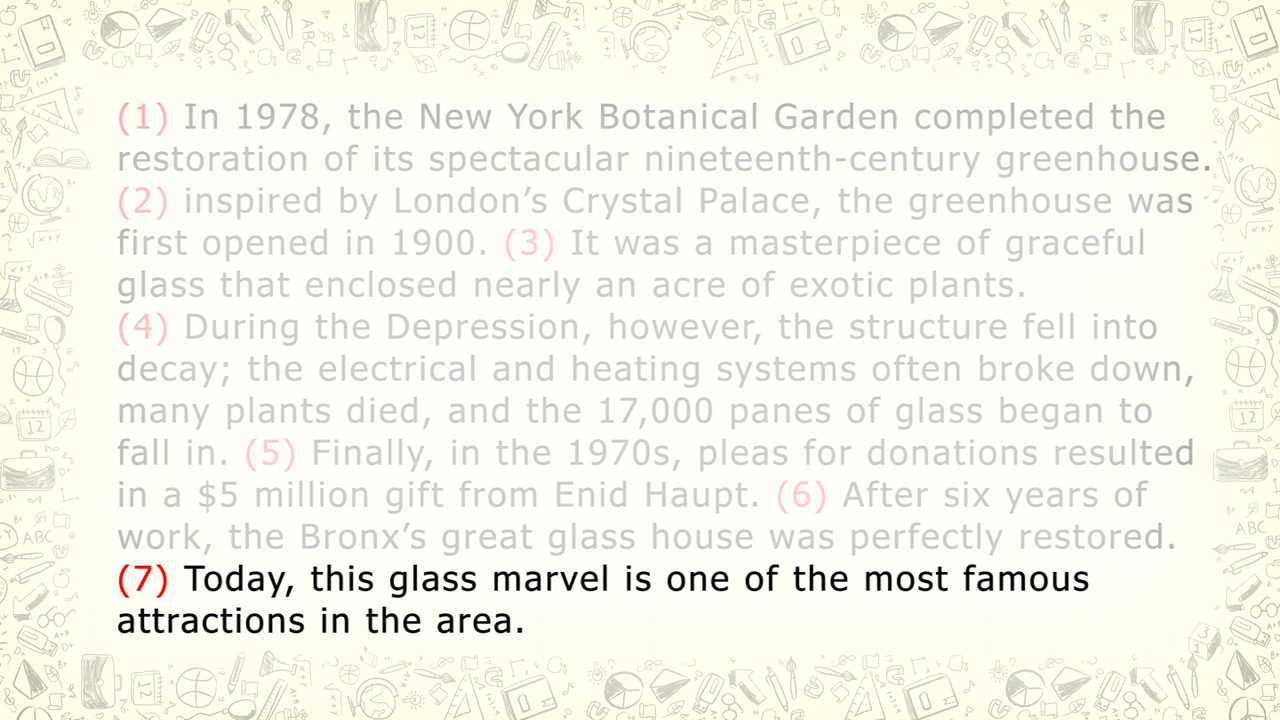 (1) In 1978, the New York Botanical Garden completed the
restoration of its spectacular nineteenth-century greenhouse.
(2) inspired by London’s Crystal Palace, the greenhouse was
first opened in 1900. (3) It was a masterpiece of graceful
glass that enclosed nearly an acre of exotic plants.
(4) During the Depression, however, the structure fell into
decay; the electrical and heating systems often broke down,
many plants died, and the 17,000 panes of glass began to
fall in. (5) Finally, in the 1970s, pleas for donations resulted
in a $5 million gift from Enid Haupt. (6) After six years of
work, the Bronx’s great glass house was perfectly restored.
(7) Today, this glass marvel is one of the most famous
attractions in the area.